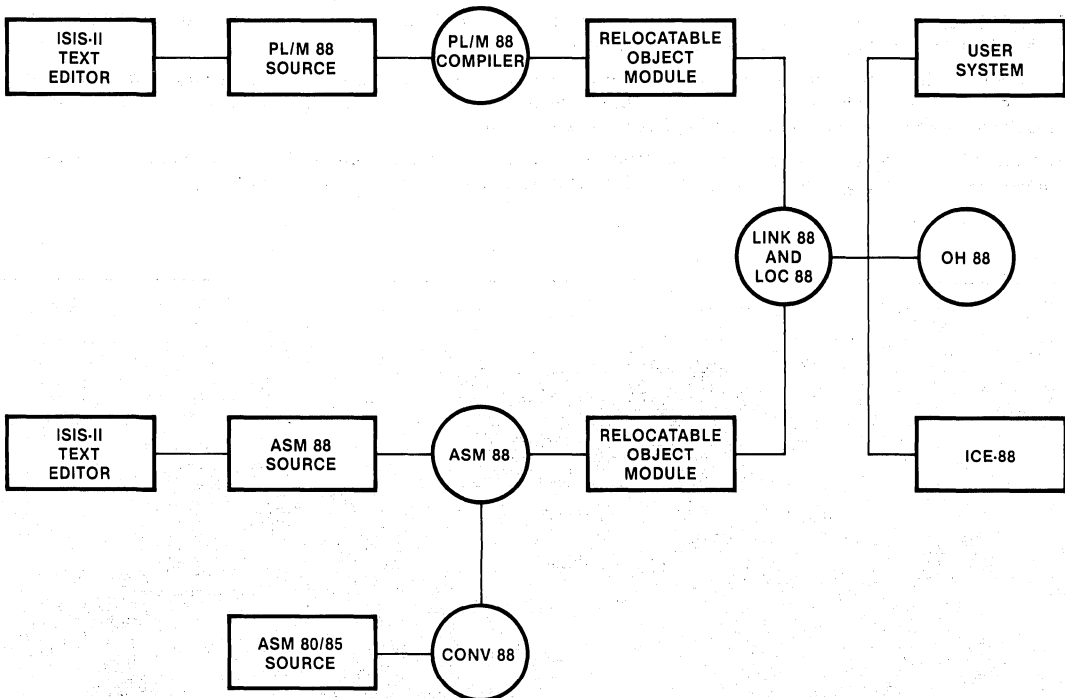 ISIS-II
TEXT
EDITOR
PL/M 88
SOURCE
PL/M 88
COMPILER
RELOCATABLE
OBJECT
MODULE
USER
SYSTEM
LINK 88
AND
LOC 88
OH 88
ISIS-II
TEXT
EDITOR
ASM 88
SOURCE
ASM 88
RELOCATABLE
OBJECT
MODULE
ICE-88
ASM 80/85
SOURCE
CONV 88